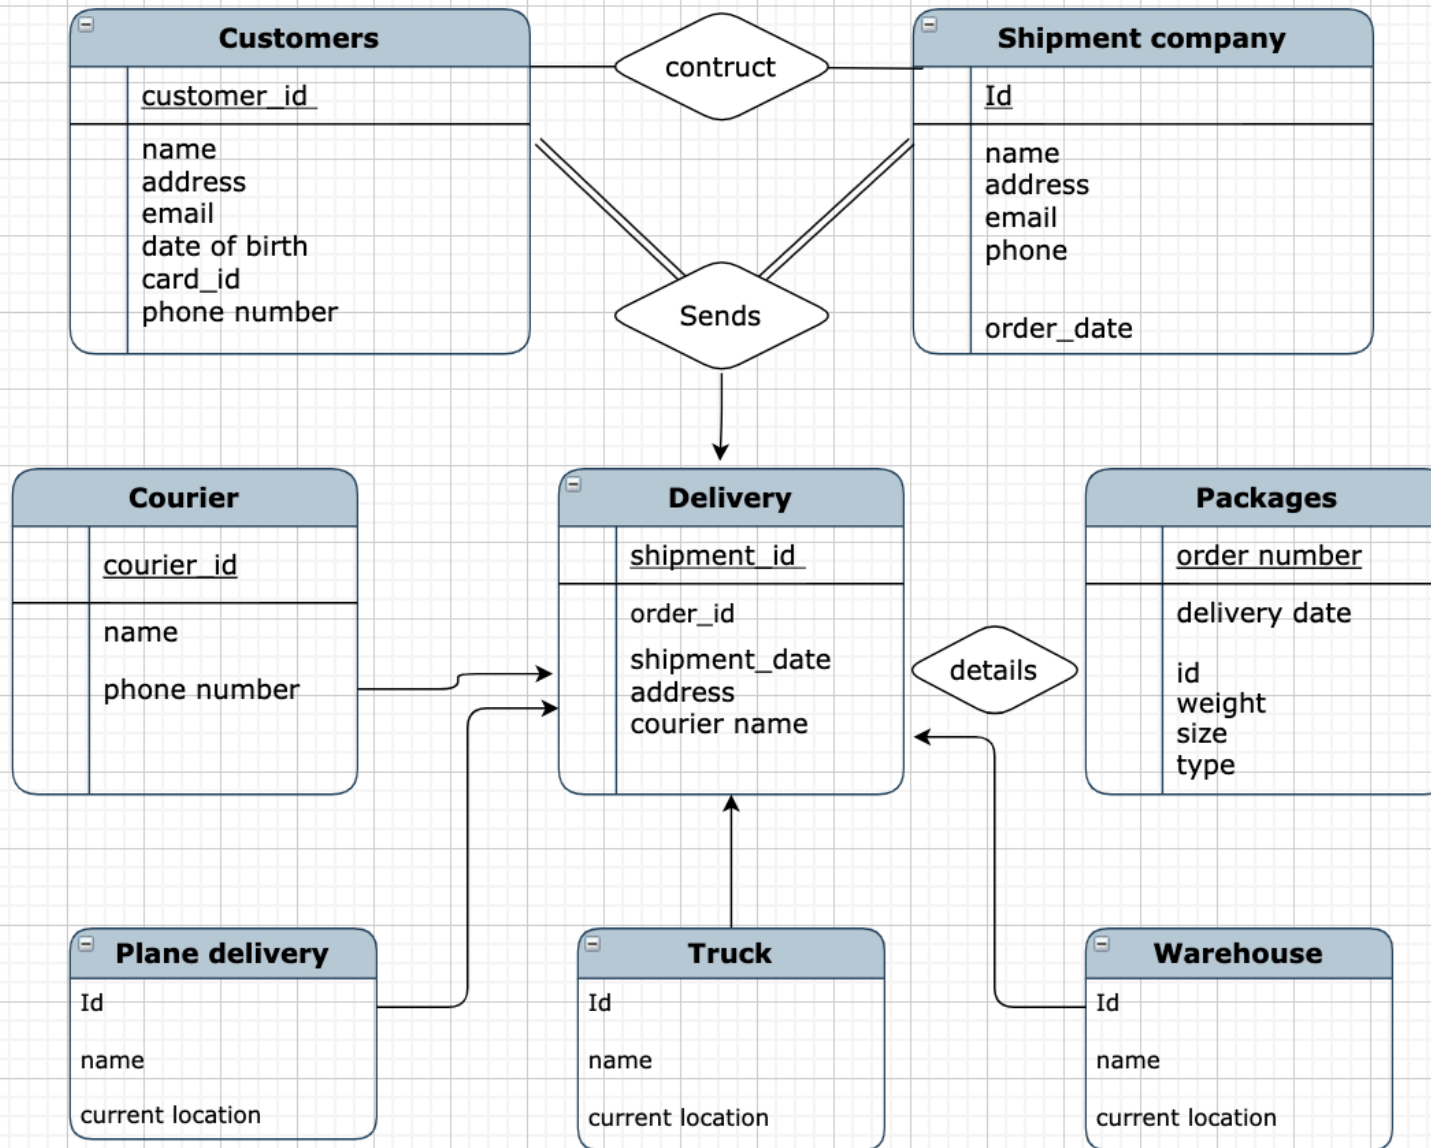 Customers
customer_id
name
address
email
date of birth
card_id
phone number
contruct
Shipment company
Id
name
address
email
phone
order_date
Sends
Courier
courier_id
name
phone number
Delivery
shipment_id
order_id
shipment_date
address
courier name
details
Packages
order number
delivery date
id
weight
size
type
Plane delivery
Id
name
current location
Truck
Id
name
current location
Warehouse
Id
name
current location